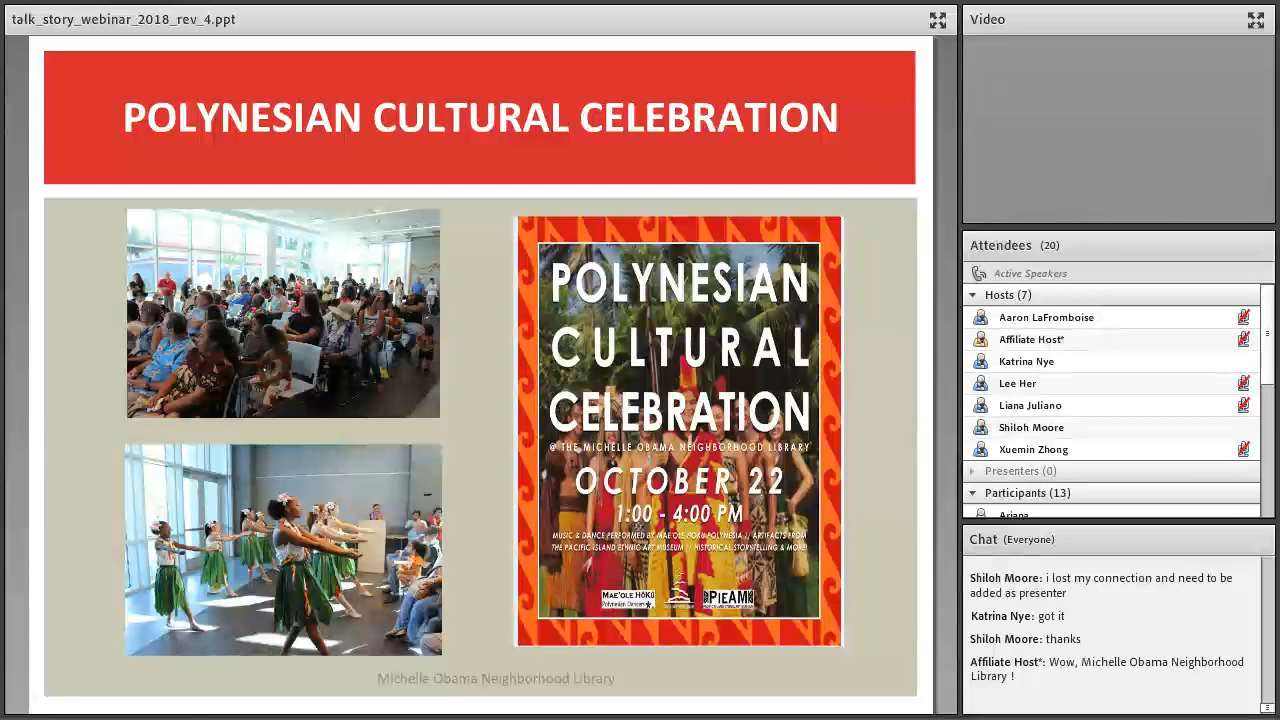 talk_story_webinar_2018_rev_4.ppt
POLYNESIAN CULTURAL CELEBRATION
POLYNESIAN
CULTURAL
CELEBRATION
@ THE MICHELLE OBAMA NEIGHBORHOOD LIBRARY
OCTOBER 22
1:00 - 4:00 PM
MUSIC & DANCE PERFORMED BY MAE'OLE HOKU POLYNESIA // ARTIFACTS FROM
THE PACIFIC ISLAND ETHNIC ART MUSEUM // HISTORICAL STORYTELLING & MORE!
MAE'OLE HŌKŪ
Polynesian Dancers
PIEAM
Michelle Obama Neighborhood Library
Video
Attendees (20)
Active Speakers
Hosts (7)
Aaron LaFromboise
Affiliate Host*
Katrina Nye
Lee Her
Liana Juliano
Shiloh Moore
Xuemin Zhong
Presenters (0)
Participants (13)
Ariana
Chat (Everyone)
Shiloh Moore: i lost my connection and need to be
added as presenter
Katrina Nye: got it
Shiloh Moore: thanks
Affiliate Host*: Wow, Michelle Obama Neighborhood
Library !